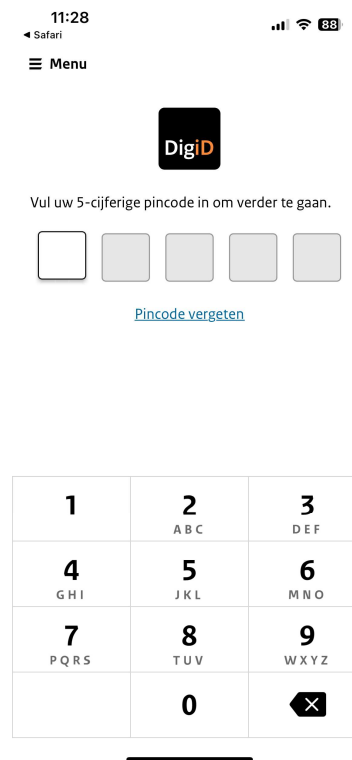 11:28
88
◀ Safari
☰ Menu
DigiD
Vul uw 5-cijferige pincode in om verder te gaan.
Pincode vergeten
1 2 3
ABC DEF
4 5 6
GHI JKL MNO
7 8 9
PQRS TUV WXYZ
0